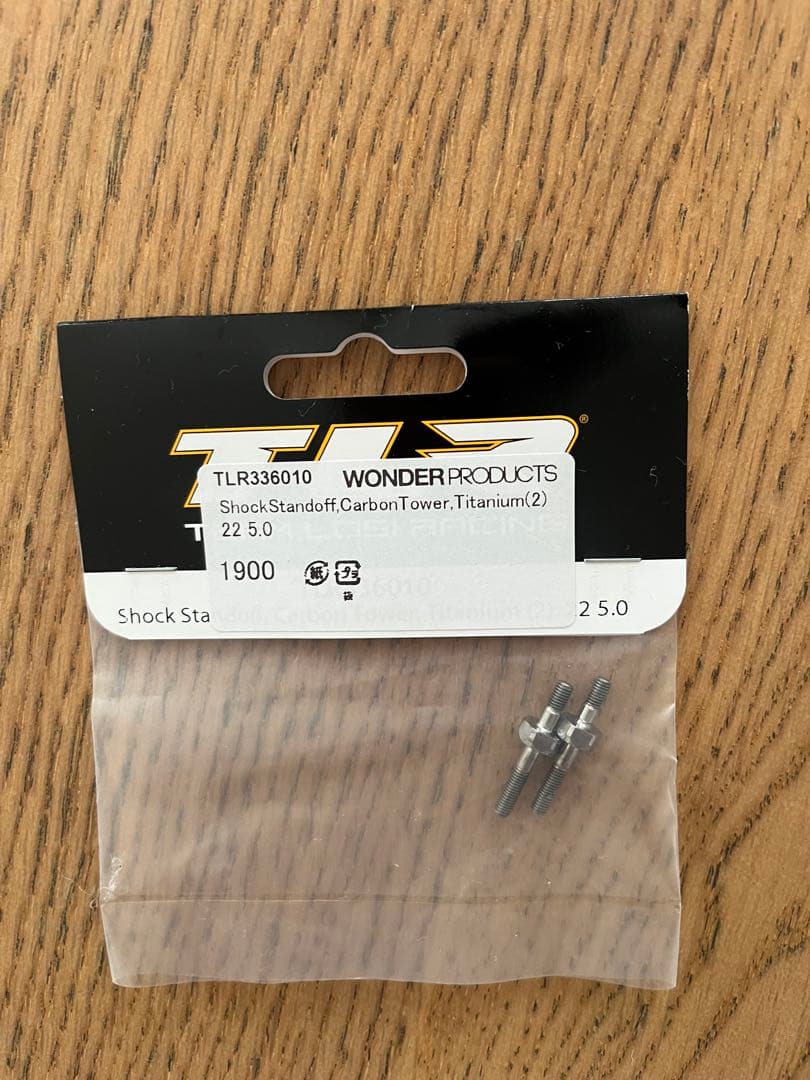 TLR
®
TLR336010 WONDER PRODUCTS
ShockStandoff,CarbonTower,Titanium(2)
22 5.0
1900 紙 プラ
袋
Shock Standoff, Carbon Tower, Titanium (2): 22 5.0